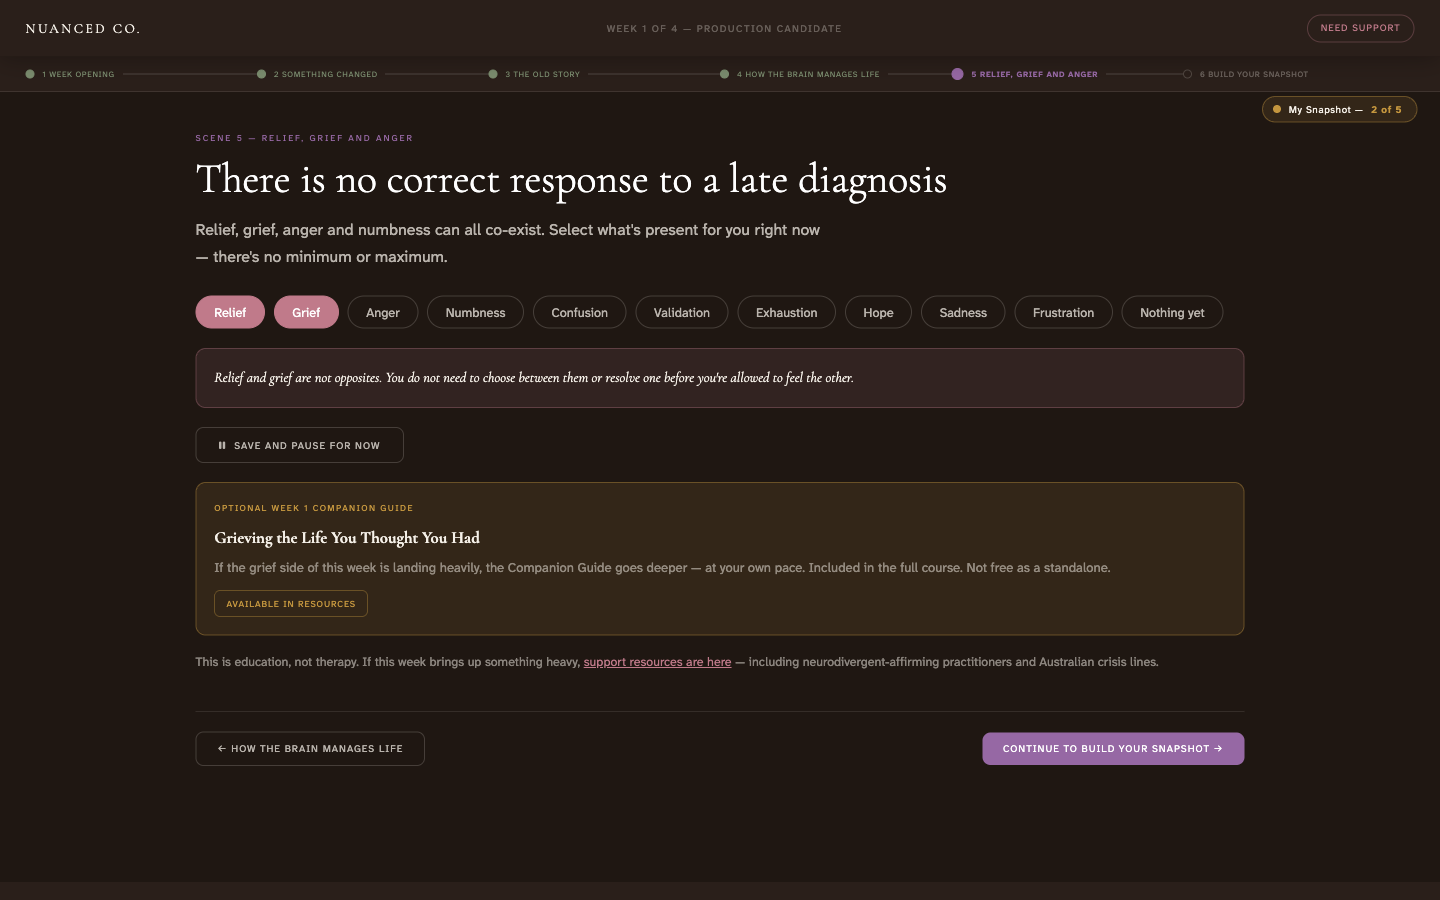 NUANCED CO.
WEEK 1 OF 4 — PRODUCTION CANDIDATE
NEED SUPPORT
1 WEEK OPENING
2 SOMETHING CHANGED
3 THE OLD STORY
4 HOW THE BRAIN MANAGES LIFE
5 RELIEF, GRIEF AND ANGER
6 BUILD YOUR SNAPSHOT
My Snapshot — 2 of 5
SCENE 5 — RELIEF, GRIEF AND ANGER
There is no correct response to a late diagnosis
Relief, grief, anger and numbness can all co-exist. Select what's present for you right now
— there's no minimum or maximum.
Relief
Grief
Anger
Numbness
Confusion
Validation
Exhaustion
Hope
Sadness
Frustration
Nothing yet
Relief and grief are not opposites. You do not need to choose between them or resolve one before you're allowed to feel the other.
SAVE AND PAUSE FOR NOW
OPTIONAL WEEK 1 COMPANION GUIDE
Grieving the Life You Thought You Had
If the grief side of this week is landing heavily, the Companion Guide goes deeper — at your own pace. Included in the full course. Not free as a standalone.
AVAILABLE IN RESOURCES
This is education, not therapy. If this week brings up something heavy, support resources are here — including neurodivergent-affirming practitioners and Australian crisis lines.
← HOW THE BRAIN MANAGES LIFE
CONTINUE TO BUILD YOUR SNAPSHOT →